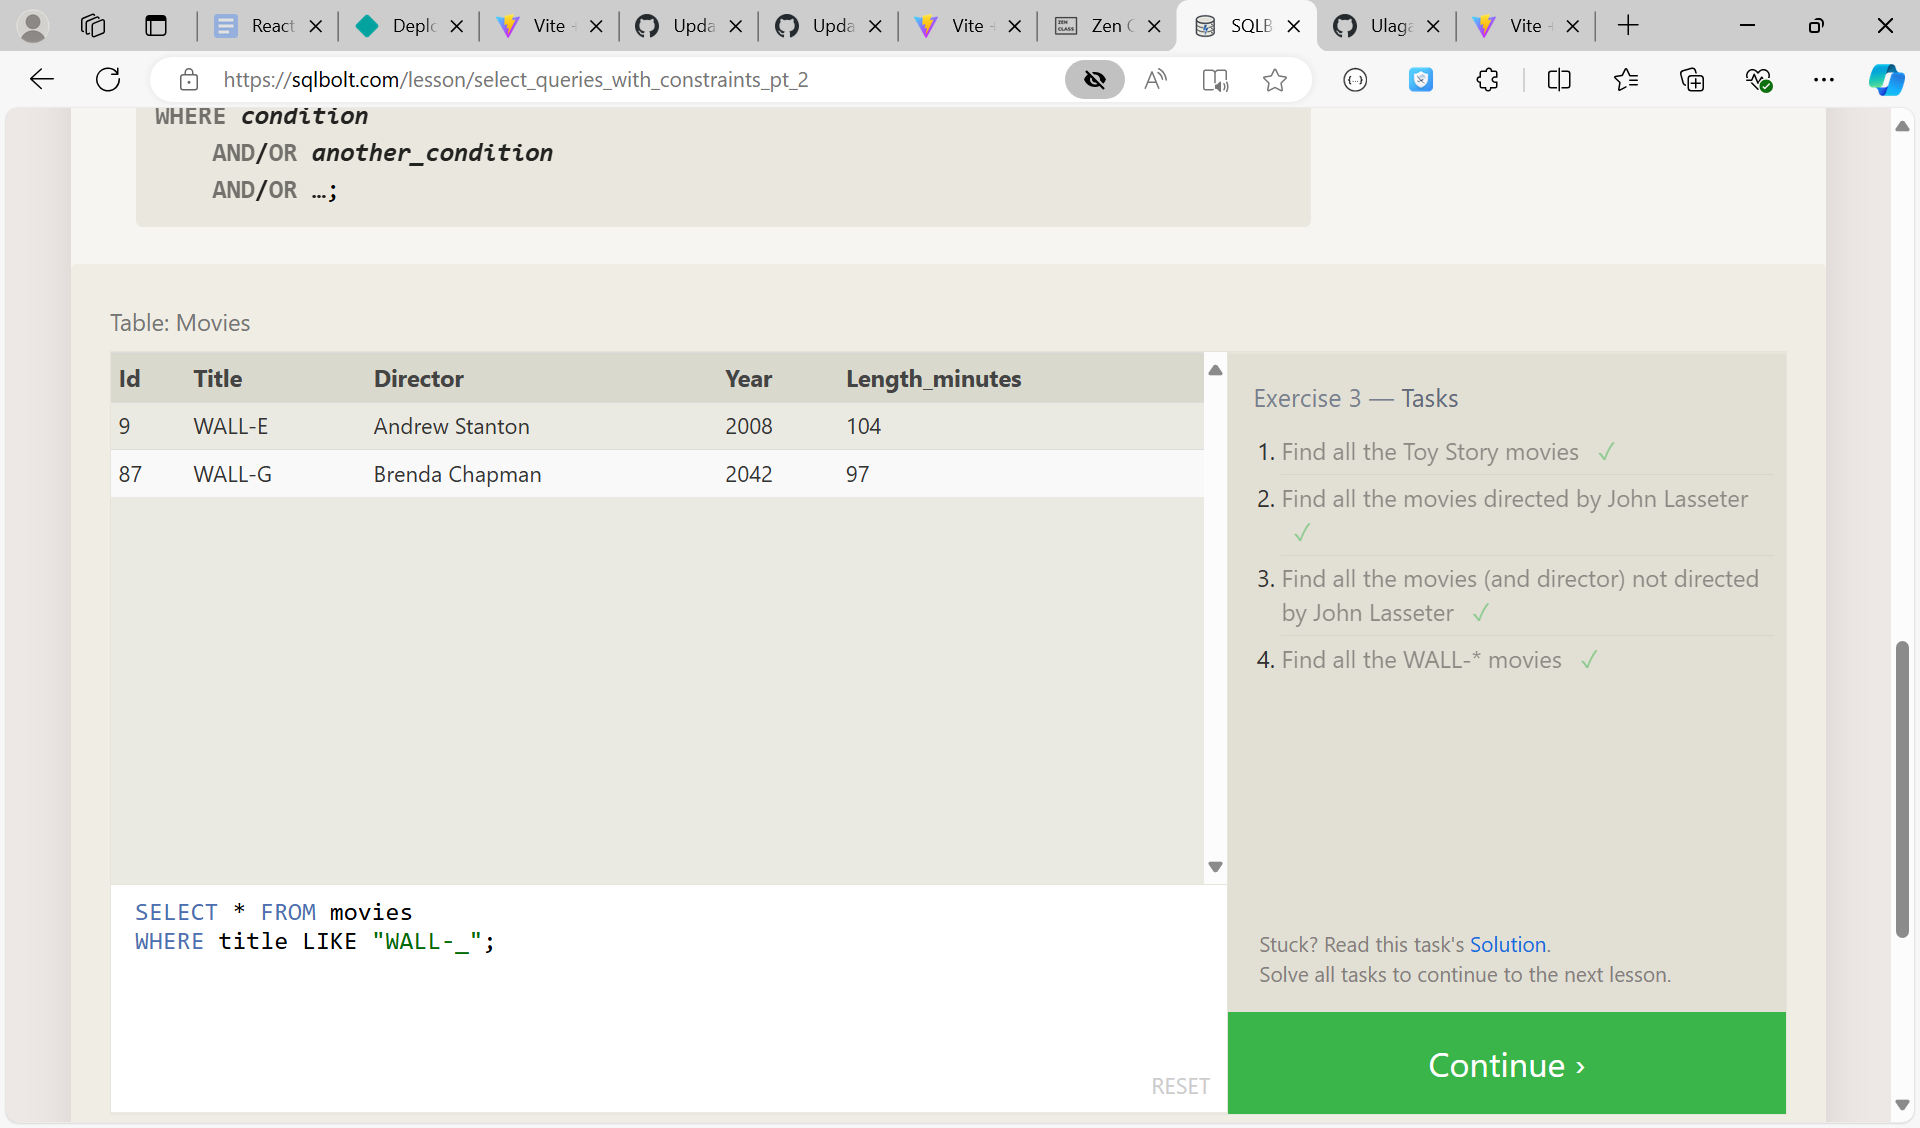 React
Deplo
Vite
Upda
Upda
Vite
Zen C
SQLB
Ulaga
Vite
https://sqlbolt.com/lesson/select_queries_with_constraints_pt_2
WHERE condition
AND/OR another_condition
AND/OR …;
Table: Movies
Id Title Director Year Length_minutes
9 WALL-E Andrew Stanton 2008 104
87 WALL-G Brenda Chapman 2042 97
Exercise 3 — Tasks
1. Find all the Toy Story movies ✓
2. Find all the movies directed by John Lasseter
✓
3. Find all the movies (and director) not directed
by John Lasseter ✓
4. Find all the WALL-* movies ✓
SELECT * FROM movies
WHERE title LIKE "WALL-_";
RESET
Stuck? Read this task's Solution.
Solve all tasks to continue to the next lesson.
Continue ›